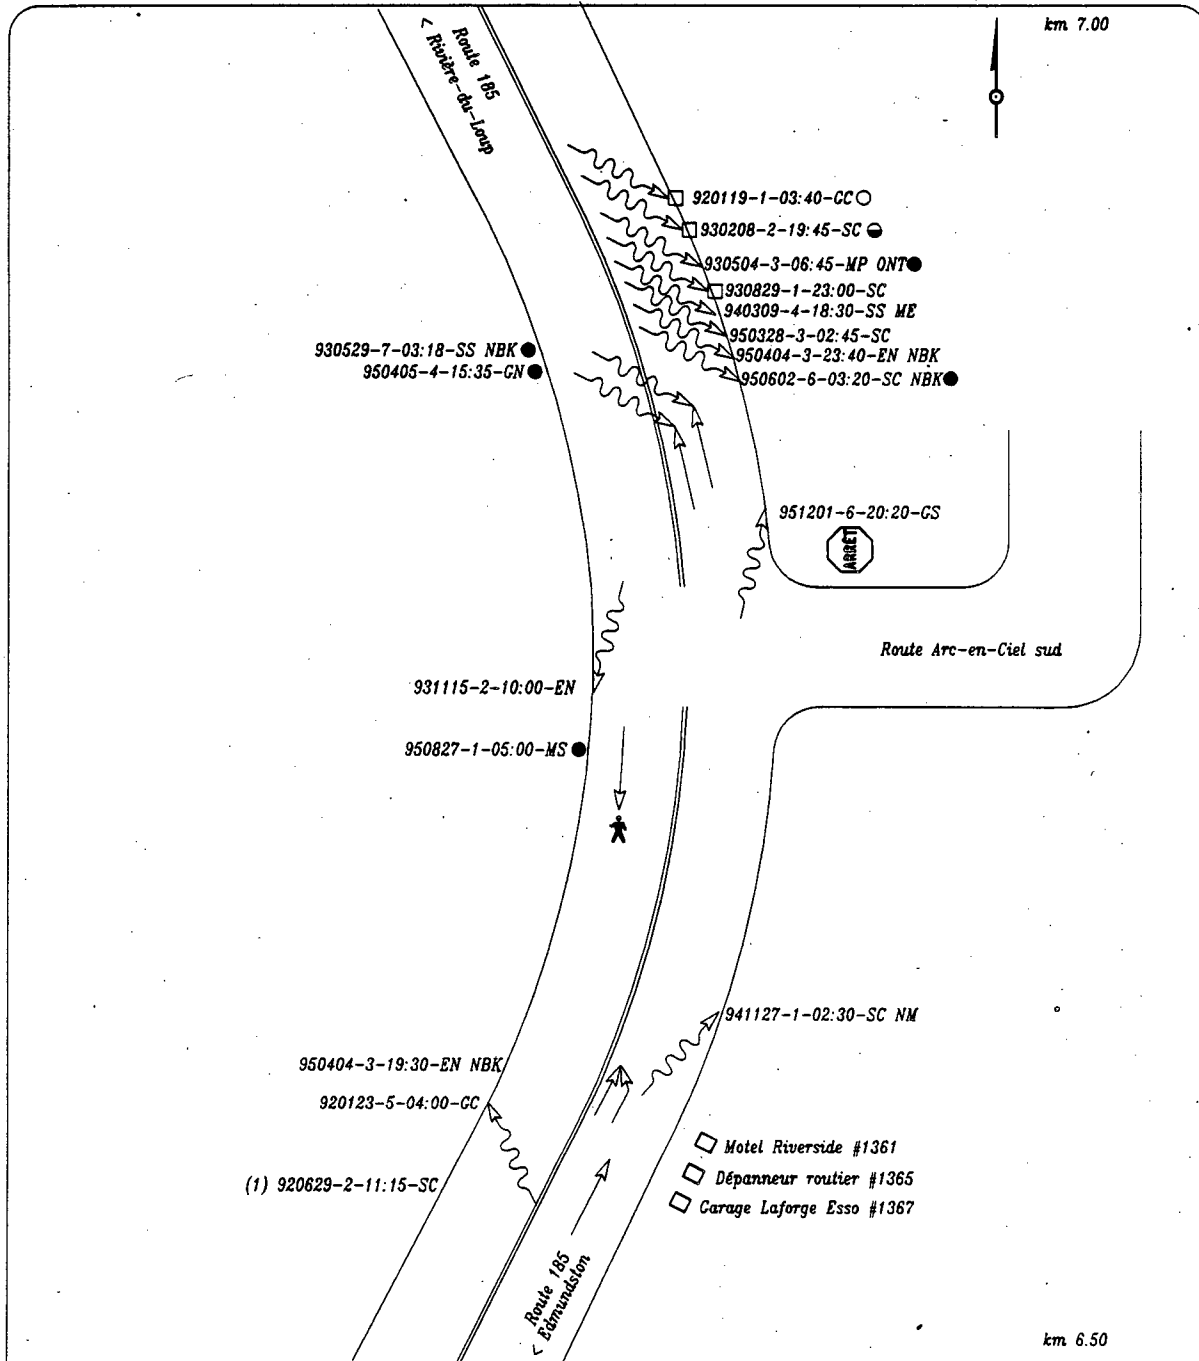 km 7.00
Route 185
< Rivière-du-Loup
920119-1-03:40-GC
930208-2-19:45-SC
930504-3-06:45-MP ONT
930829-1-23:00-SC
940309-4-18:30-SS ME
950328-3-02:45-SC
930529-7-03:18-SS NBK
950404-3-23:40-EN NBK
950405-4-15:35-GN
950602-6-03:20-SC NBK
951201-6-20:20-GS
ARRÊT
Route Arc-en-Ciel sud
931115-2-10:00-EN
950827-1-05:00-MS
941127-1-02:30-SC NM
950404-3-19:30-EN NBK
920123-5-04:00-GC
Motel Riverside #1361
(1) 920629-2-11:15-SC
Dépanneur routier #1365
Garage Laforge Esso #1367
Route 185
< Edmundston
km 6.50